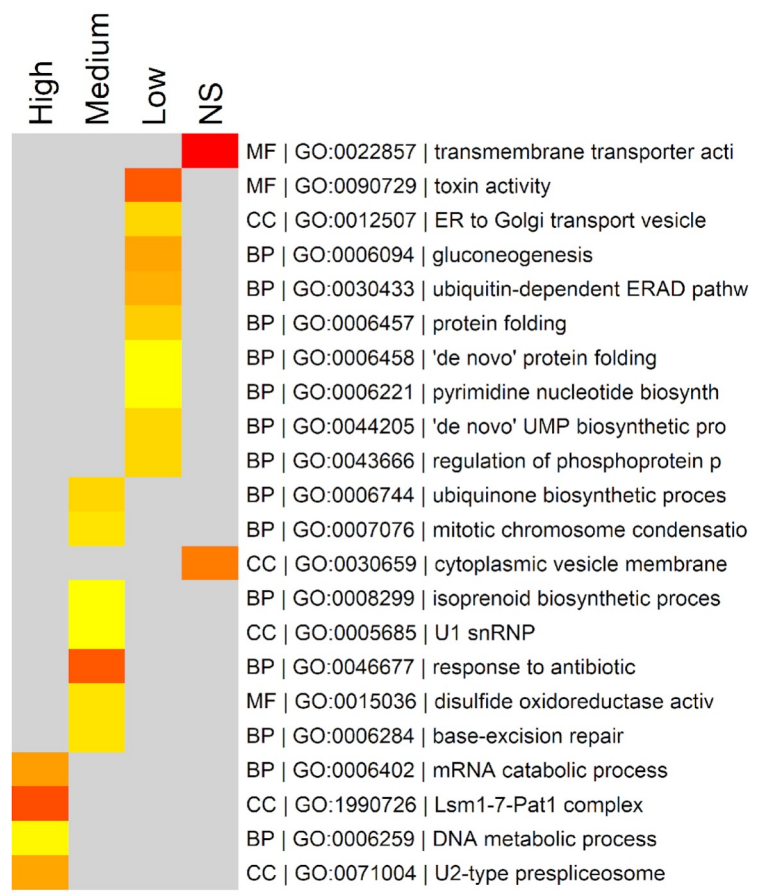 High
Medium
Low
NS
MF | GO:0022857 | transmembrane transporter acti
MF | GO:0090729 | toxin activity
CC | GO:0012507 | ER to Golgi transport vesicle
BP | GO:0006094 | gluconeogenesis
BP | GO:0030433 | ubiquitin-dependent ERAD pathw
BP | GO:0006457 | protein folding
BP | GO:0006458 | 'de novo' protein folding
BP | GO:0006221 | pyrimidine nucleotide biosynth
BP | GO:0044205 | 'de novo' UMP biosynthetic pro
BP | GO:0043666 | regulation of phosphoprotein p
BP | GO:0006744 | ubiquinone biosynthetic proces
BP | GO:0007076 | mitotic chromosome condensatio
CC | GO:0030659 | cytoplasmic vesicle membrane
BP | GO:0008299 | isoprenoid biosynthetic proces
CC | GO:0005685 | U1 snRNP
BP | GO:0046677 | response to antibiotic
MF | GO:0015036 | disulfide oxidoreductase activ
BP | GO:0006284 | base-excision repair
BP | GO:0006402 | mRNA catabolic process
CC | GO:1990726 | Lsm1-7-Pat1 complex
BP | GO:0006259 | DNA metabolic process
CC | GO:0071004 | U2-type prespliceosome